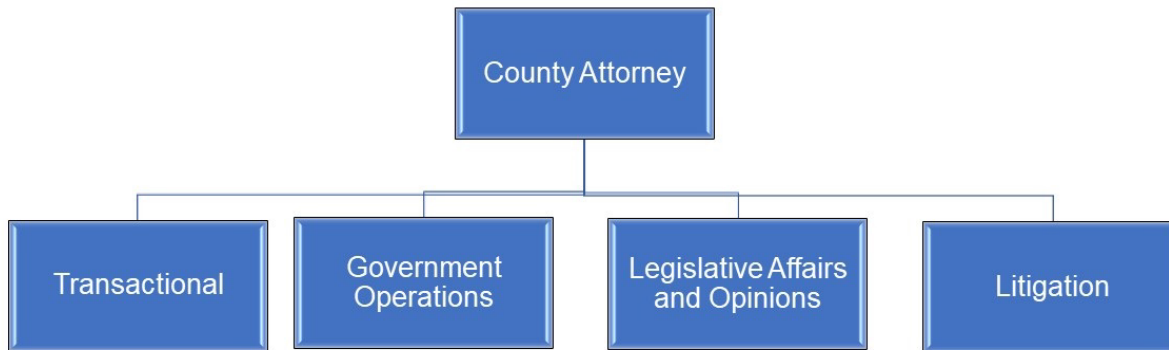 County Attorney
Transactional
Government
Operations
Legislative Affairs
and Opinions
Litigation